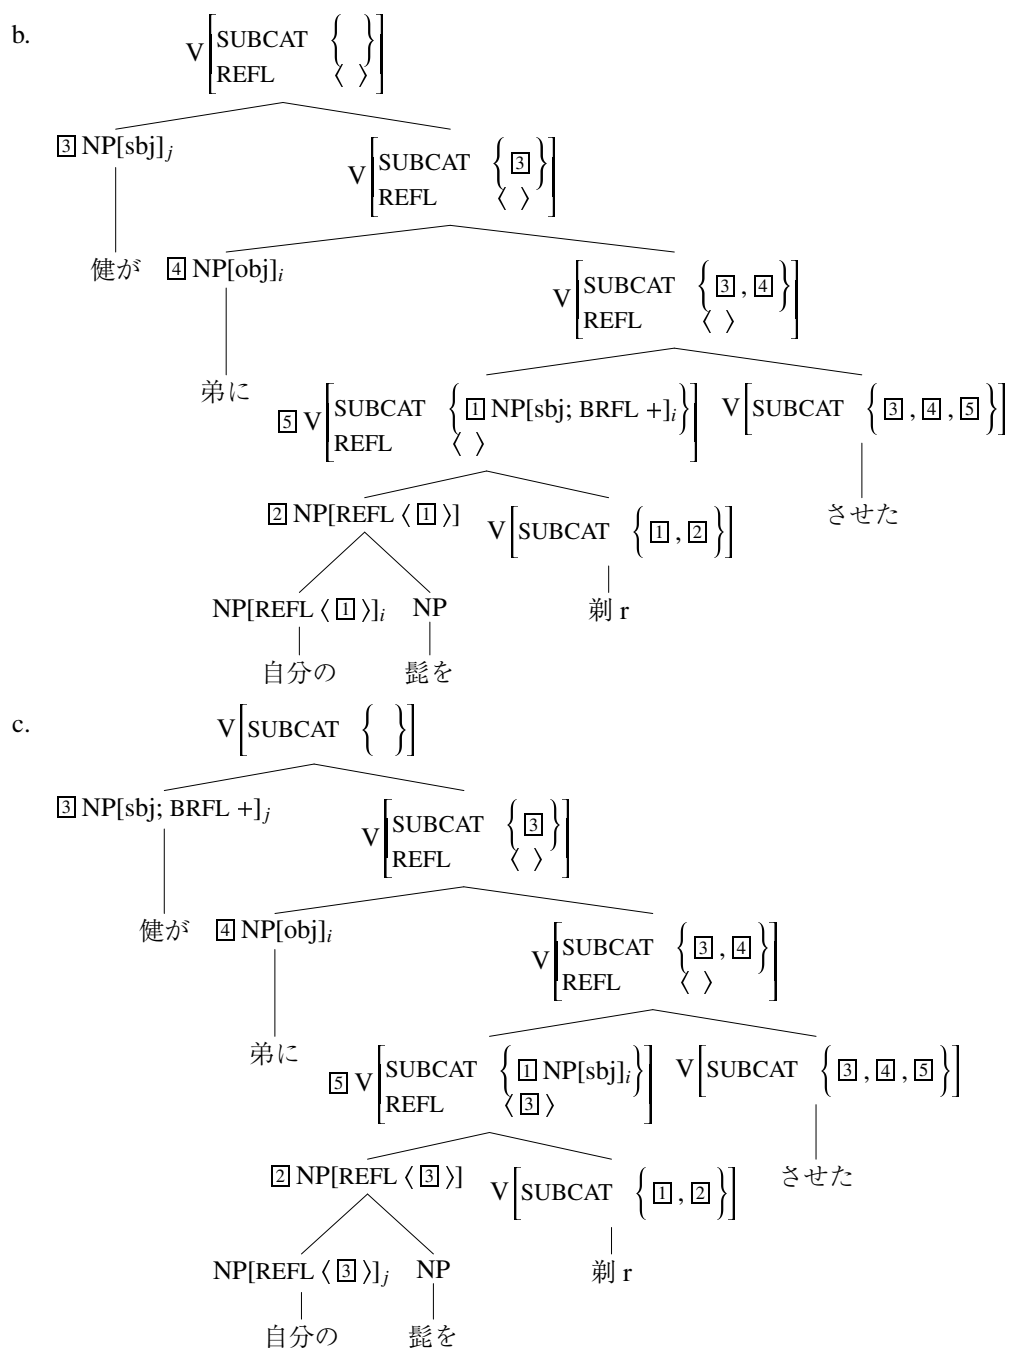 b.
V[SUBCAT { }
REFL 〈 〉]
3 NP[sbj]j
V[SUBCAT { 3 }
REFL 〈 〉]
健が
4 NP[obj]i
V[SUBCAT { 3 , 4 }
REFL 〈 〉]
弟に
5 V[SUBCAT { 1 NP[sbj; BRFL +]i }
REFL 〈 〉]
V[SUBCAT { 3 , 4 , 5 }]
2 NP[REFL 〈 1 〉]
V[SUBCAT { 1 , 2 }]
させた
NP[REFL 〈 1 〉]i
NP
剃 r
自分の
髭を
c.
V[SUBCAT { }]
3 NP[sbj; BRFL +]j
V[SUBCAT { 3 }
REFL 〈 〉]
健が
4 NP[obj]i
V[SUBCAT { 3 , 4 }
REFL 〈 〉]
弟に
5 V[SUBCAT { 1 NP[sbj]i }
REFL 〈 3 〉]
V[SUBCAT { 3 , 4 , 5 }]
2 NP[REFL 〈 3 〉]
V[SUBCAT { 1 , 2 }]
させた
NP[REFL 〈 3 〉]j
NP
剃 r
自分の
髭を